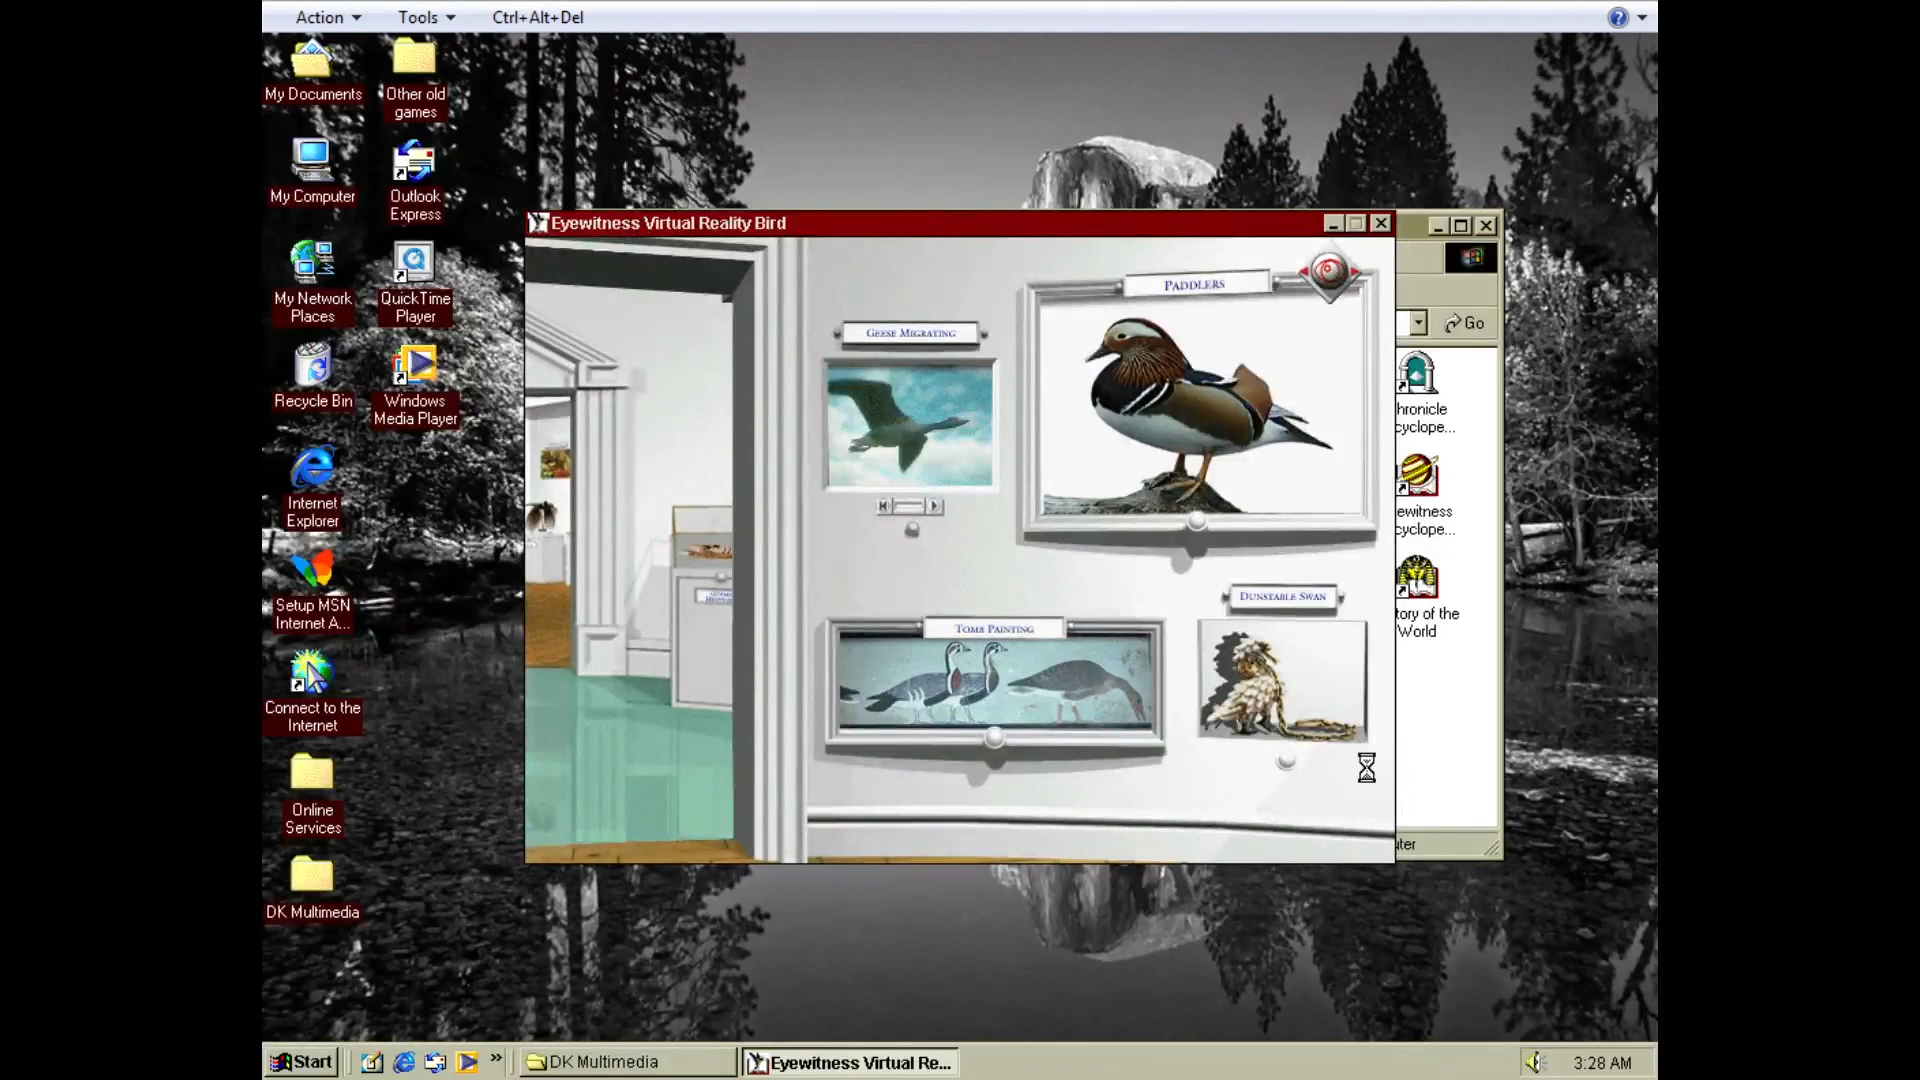 Action Tools Ctrl+Alt+Del
My Documents
Other old
games
My Computer
Outlook
Express
My Network
Places
QuickTime
Player
Recycle Bin
Windows
Media Player
Internet
Explorer
Setup MSN
Internet A...
Connect to the
Internet
Online
Services
DK Multimedia
Eyewitness Virtual Reality Bird
PADDLERS
GEESE MIGRATING
TOMB PAINTING
DUNSTABLE SWAN
Go
hronicle
cyclope...
ewitness
cyclope...
tory of the
World
uter
Start
DK Multimedia
Eyewitness Virtual Re...
3:28 AM